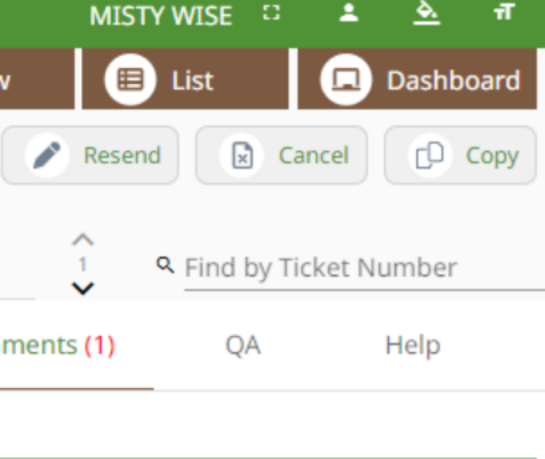 MISTY WISE
w List Dashboard
Resend Cancel Copy
1
Find by Ticket Number
ments (1) QA Help